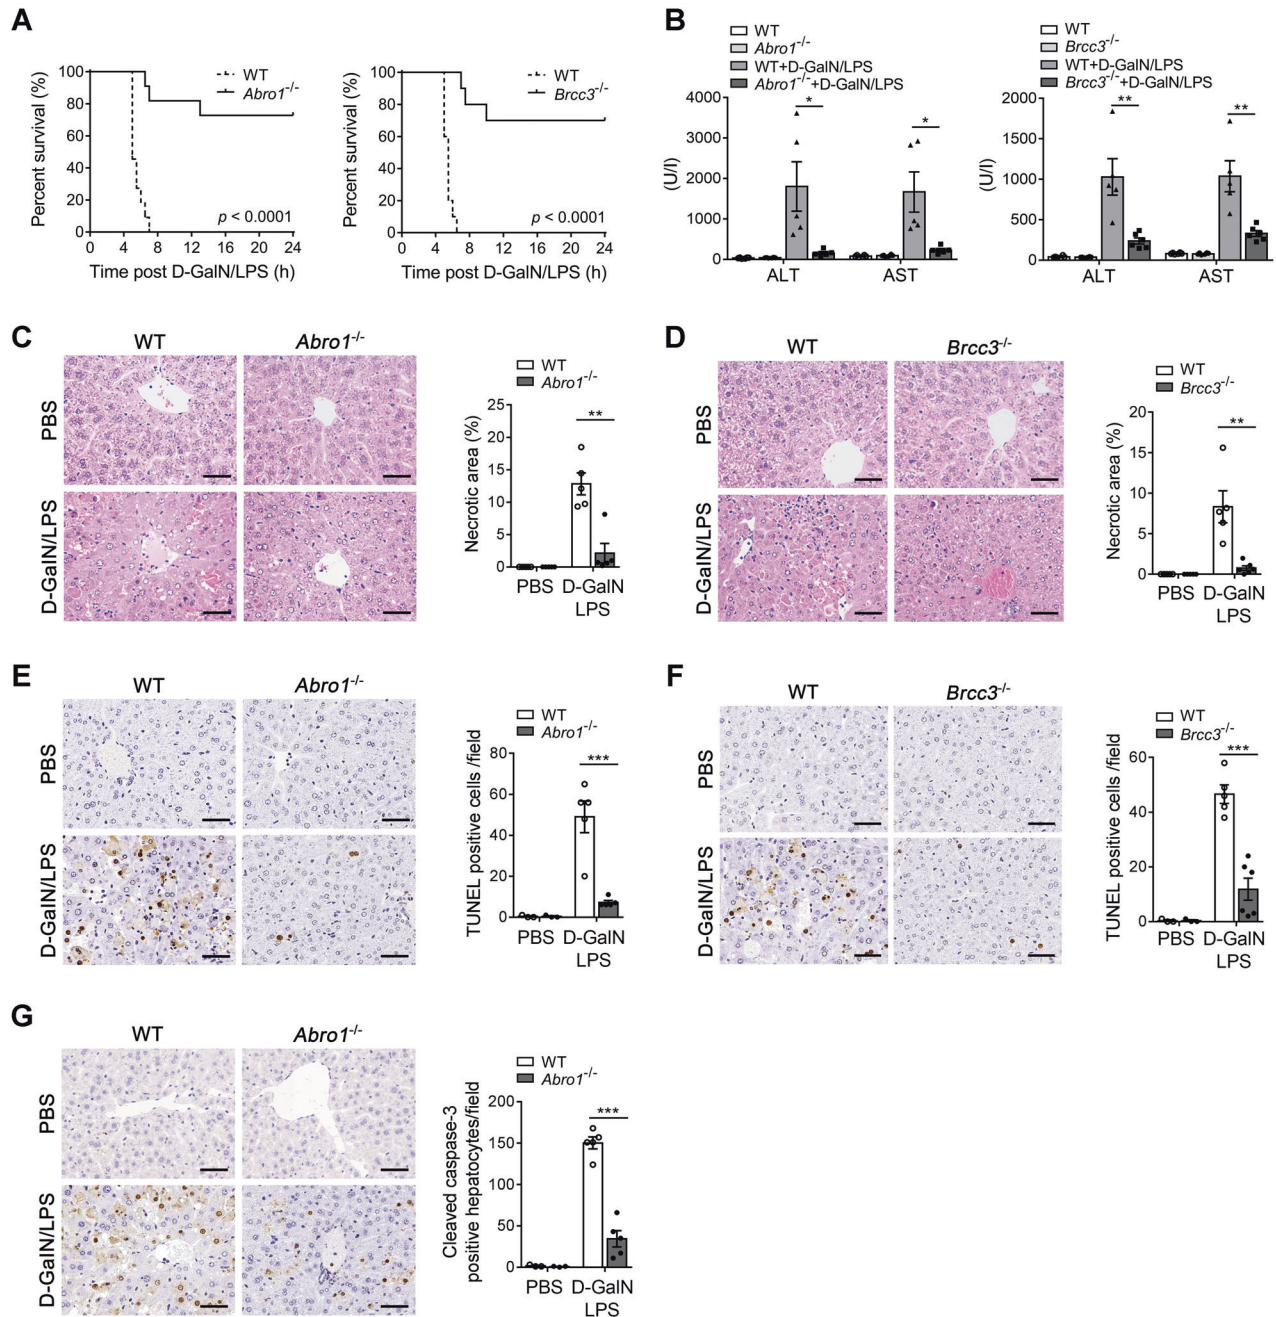 A
WT
Abro1-/-
Percent survival (%)
100
80
60
40
20
0
p < 0.0001
0 4 8 12 16 20 24
Time post D-GalN/LPS (h)
WT
Brcc3-/-
Percent survival (%)
100
80
60
40
20
0
p < 0.0001
0 4 8 12 16 20 24
Time post D-GalN/LPS (h)
B
WT
Abro1-/-
WT+D-GalN/LPS
Abro1-/-+D-GalN/LPS
(U/l)
4000
3000
2000
1000
0
*
*
ALT AST
WT
Brcc3-/-
WT+D-GalN/LPS
Brcc3-/-+D-GalN/LPS
(U/l)
2000
1500
1000
500
0
**
**
ALT AST
C
WT Abro1-/-
PBS
D-GalN/LPS
WT
Abro1-/-
Necrotic area (%)
25
20
15
10
5
0
**
PBS D-GalN
LPS
D
WT Brcc3-/-
PBS
D-GalN/LPS
WT
Brcc3-/-
Necrotic area (%)
20
15
10
5
0
**
PBS D-GalN
LPS
E
WT Abro1-/-
PBS
D-GalN/LPS
WT
Abro1-/-
TUNEL positive cells /field
80
60
40
20
0
***
PBS D-GalN
LPS
F
WT Brcc3-/-
PBS
D-GalN/LPS
WT
Brcc3-/-
TUNEL positive cells /field
60
40
20
0
***
PBS D-GalN
LPS
G
WT Abro1-/-
PBS
D-GalN/LPS
WT
Abro1-/-
Cleaved caspase-3
positive hepatocytes/field
200
150
100
50
0
***
PBS D-GalN
LPS